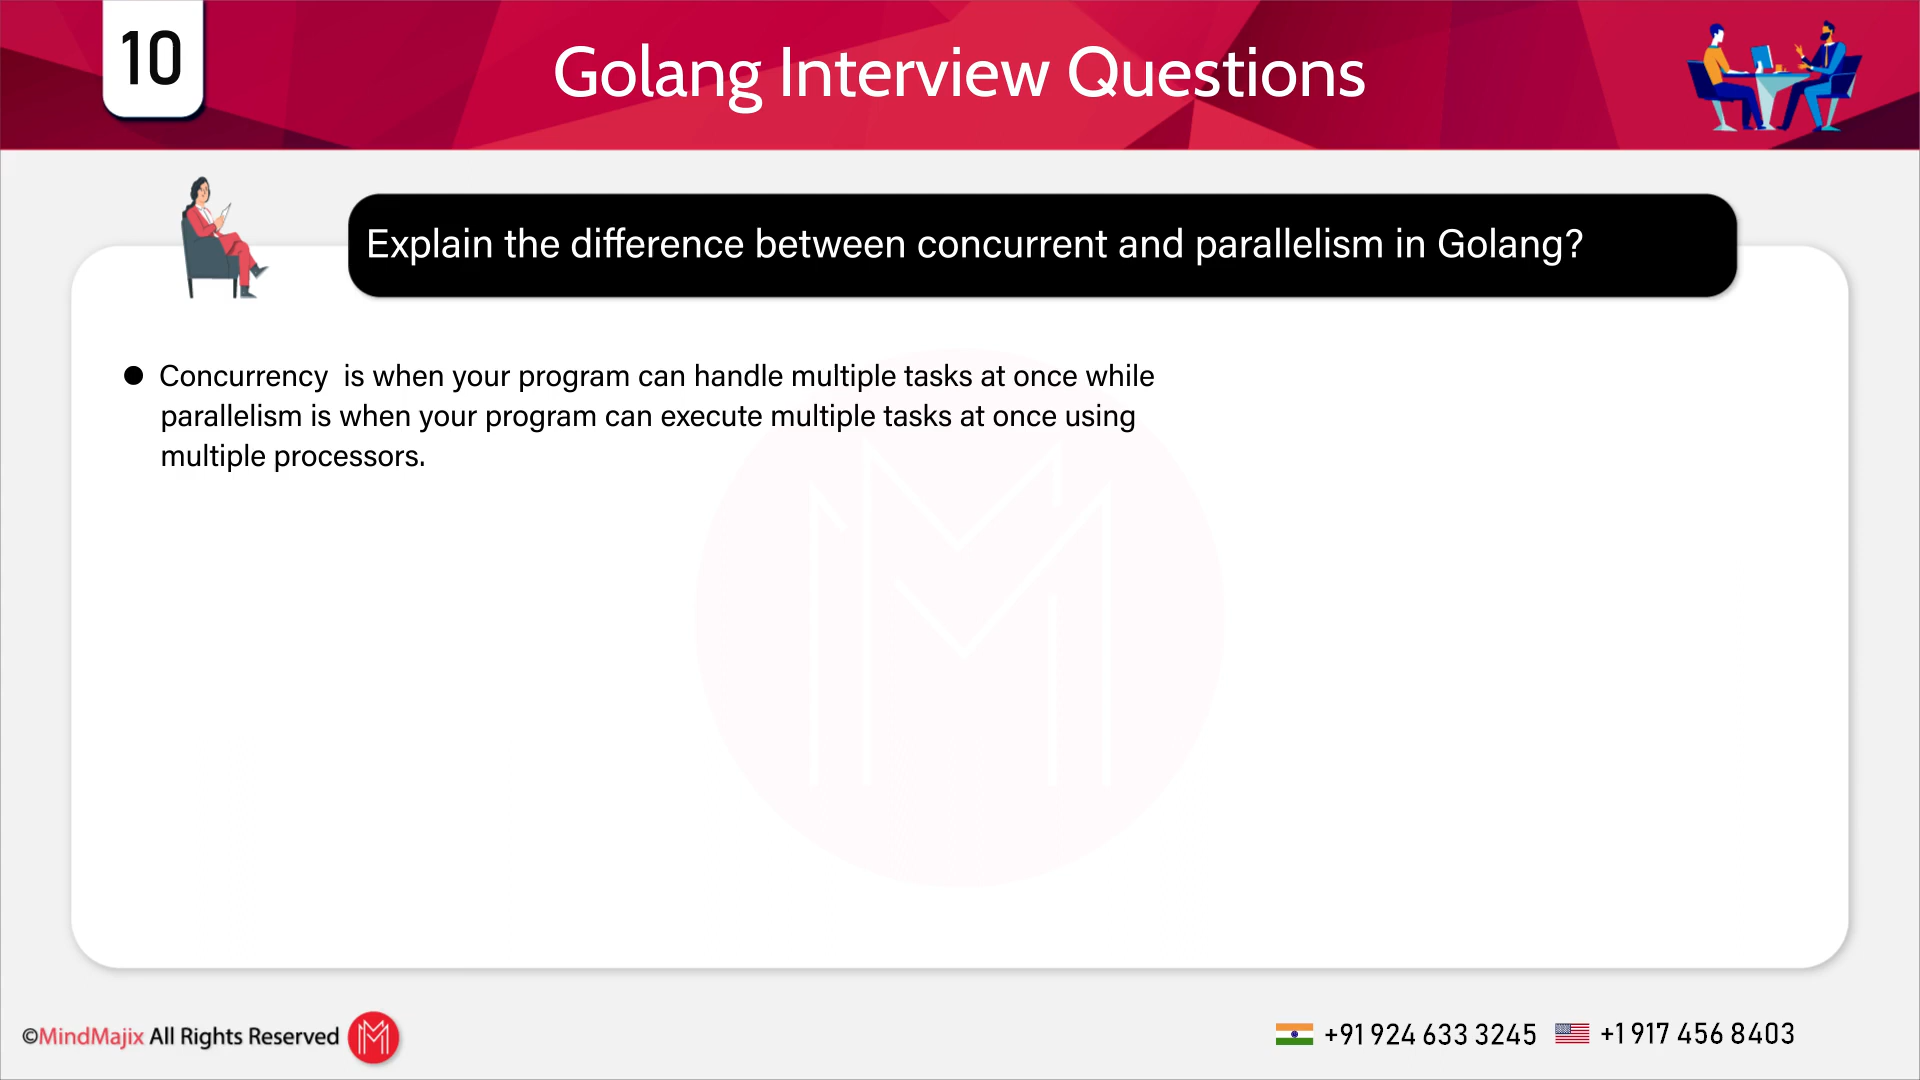 10
Golang Interview Questions
Explain the difference between concurrent and parallelism in Golang?
● Concurrency is when your program can handle multiple tasks at once while
parallelism is when your program can execute multiple tasks at once using
multiple processors.
©MindMajix All Rights Reserved
+91 924 633 3245 +1 917 456 8403